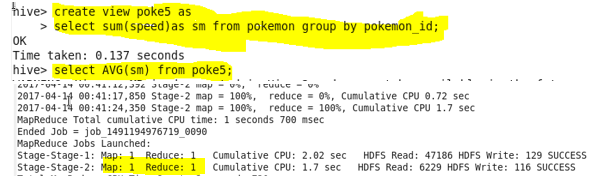 hive> create view poke5 as
> select sum(speed)as sm from pokemon group by pokemon_id;
OK
Time taken: 0.137 seconds
hive> select AVG(sm) from poke5;
2017-04-14 00:41:12,592 Stage-2 map = 0%, reduce = 0%
2017-04-14 00:41:17,850 Stage-2 map = 100%, reduce = 0%, Cumulative CPU 0.72 sec
2017-04-14 00:41:24,350 Stage-2 map = 100%, reduce = 100%, Cumulative CPU 1.7 sec
MapReduce Total cumulative CPU time: 1 seconds 700 msec
Ended Job = job_1491194976719_0090
MapReduce Jobs Launched:
Stage-Stage-1: Map: 1 Reduce: 1 Cumulative CPU: 2.02 sec HDFS Read: 47186 HDFS Write: 129 SUCCESS
Stage-Stage-2: Map: 1 Reduce: 1 Cumulative CPU: 1.7 sec HDFS Read: 6229 HDFS Write: 116 SUCCESS